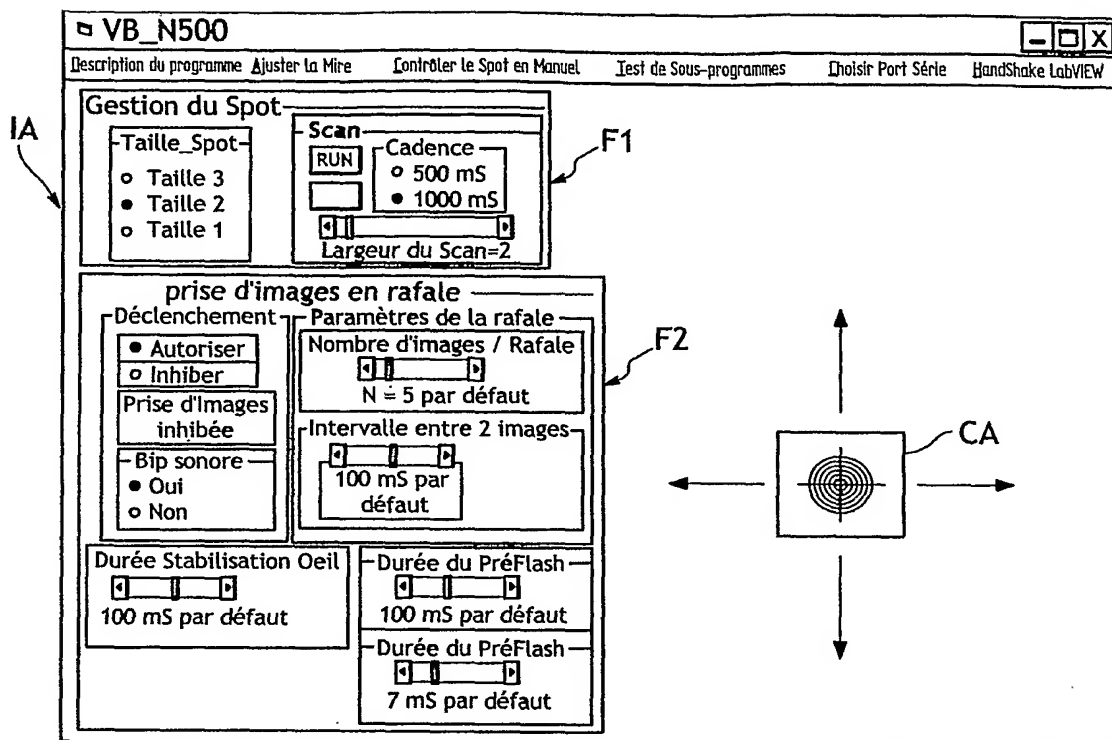 VB_N500
Description du programme Ajuster la Mire Contrôler le Spot en Manuel Test de Sous-programmes Choisir Port Série HandShake LabVIEW
IA
Gestion du Spot
Taille_Spot
Taille 3
Taille 2
Taille 1
Scan
RUN
Cadence
500 mS
1000 mS
Largeur du Scan=2
F1
prise d'images en rafale
Déclenchement
Autoriser
Inhiber
Prise d'Images
inhibée
Bip sonore
Oui
Non
Paramètres de la rafale
Nombre d'images / Rafale
N = 5 par défaut
Intervalle entre 2 images
100 mS par
défaut
F2
Durée Stabilisation Oeil
100 mS par défaut
Durée du PréFlash
100 mS par défaut
Durée du PréFlash
7 mS par défaut
CA